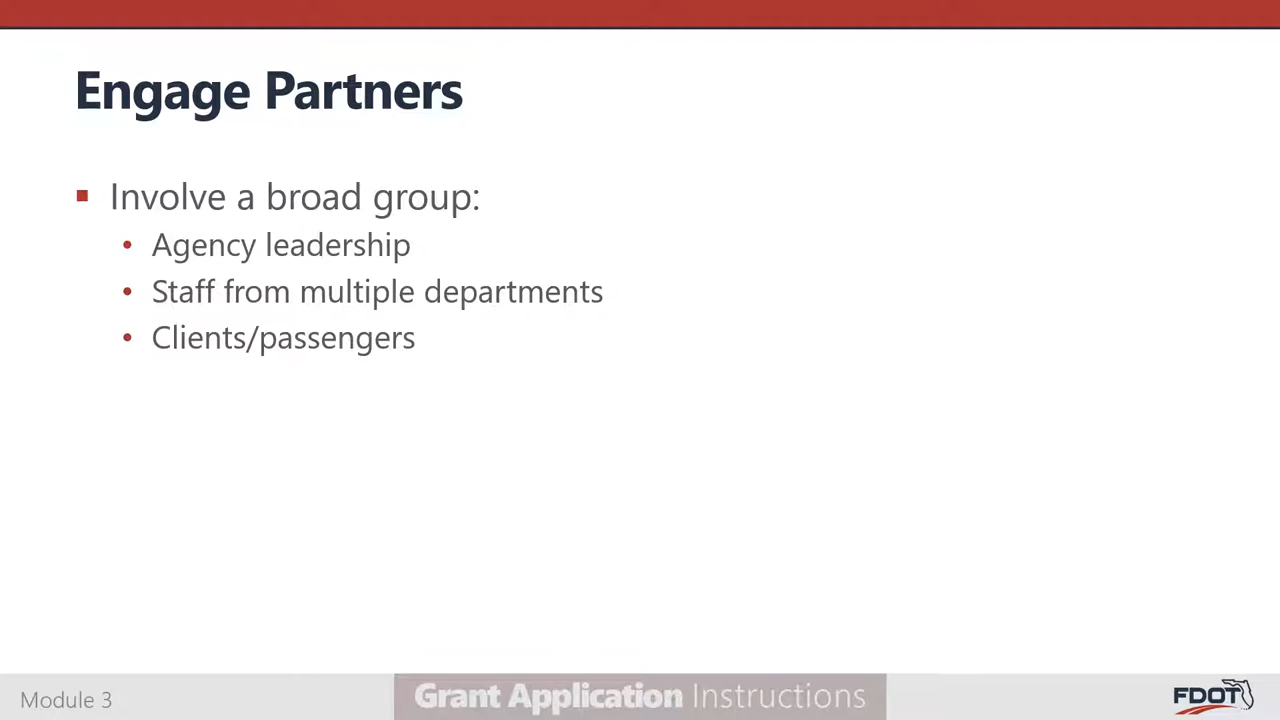 Engage Partners
Involve a broad group:
Agency leadership
Staff from multiple departments
Clients/passengers
Module 3
Grant Application Instructions
FDOT